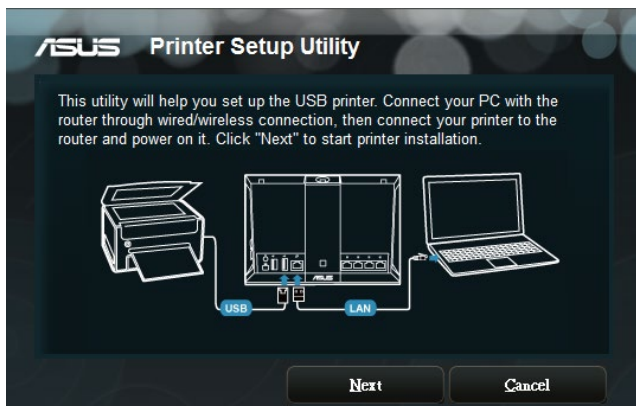 ASUS Printer Setup Utility
This utility will help you set up the USB printer. Connect your PC with the
router through wired/wireless connection, then connect your printer to the
router and power on it. Click "Next" to start printer installation.
ASUS
USB
LAN
Next
Cancel